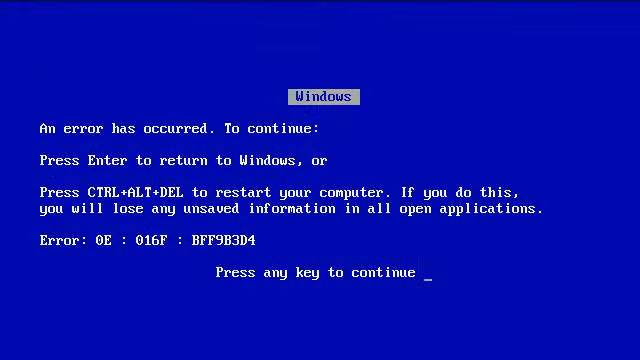 Windows
An error has occurred. To continue:
Press Enter to return to Windows, or
Press CTRL+ALT+DEL to restart your computer. If you do this,
you will lose any unsaved information in all open applications.
Error: 0E : 016F : BFF9B3D4
Press any key to continue _